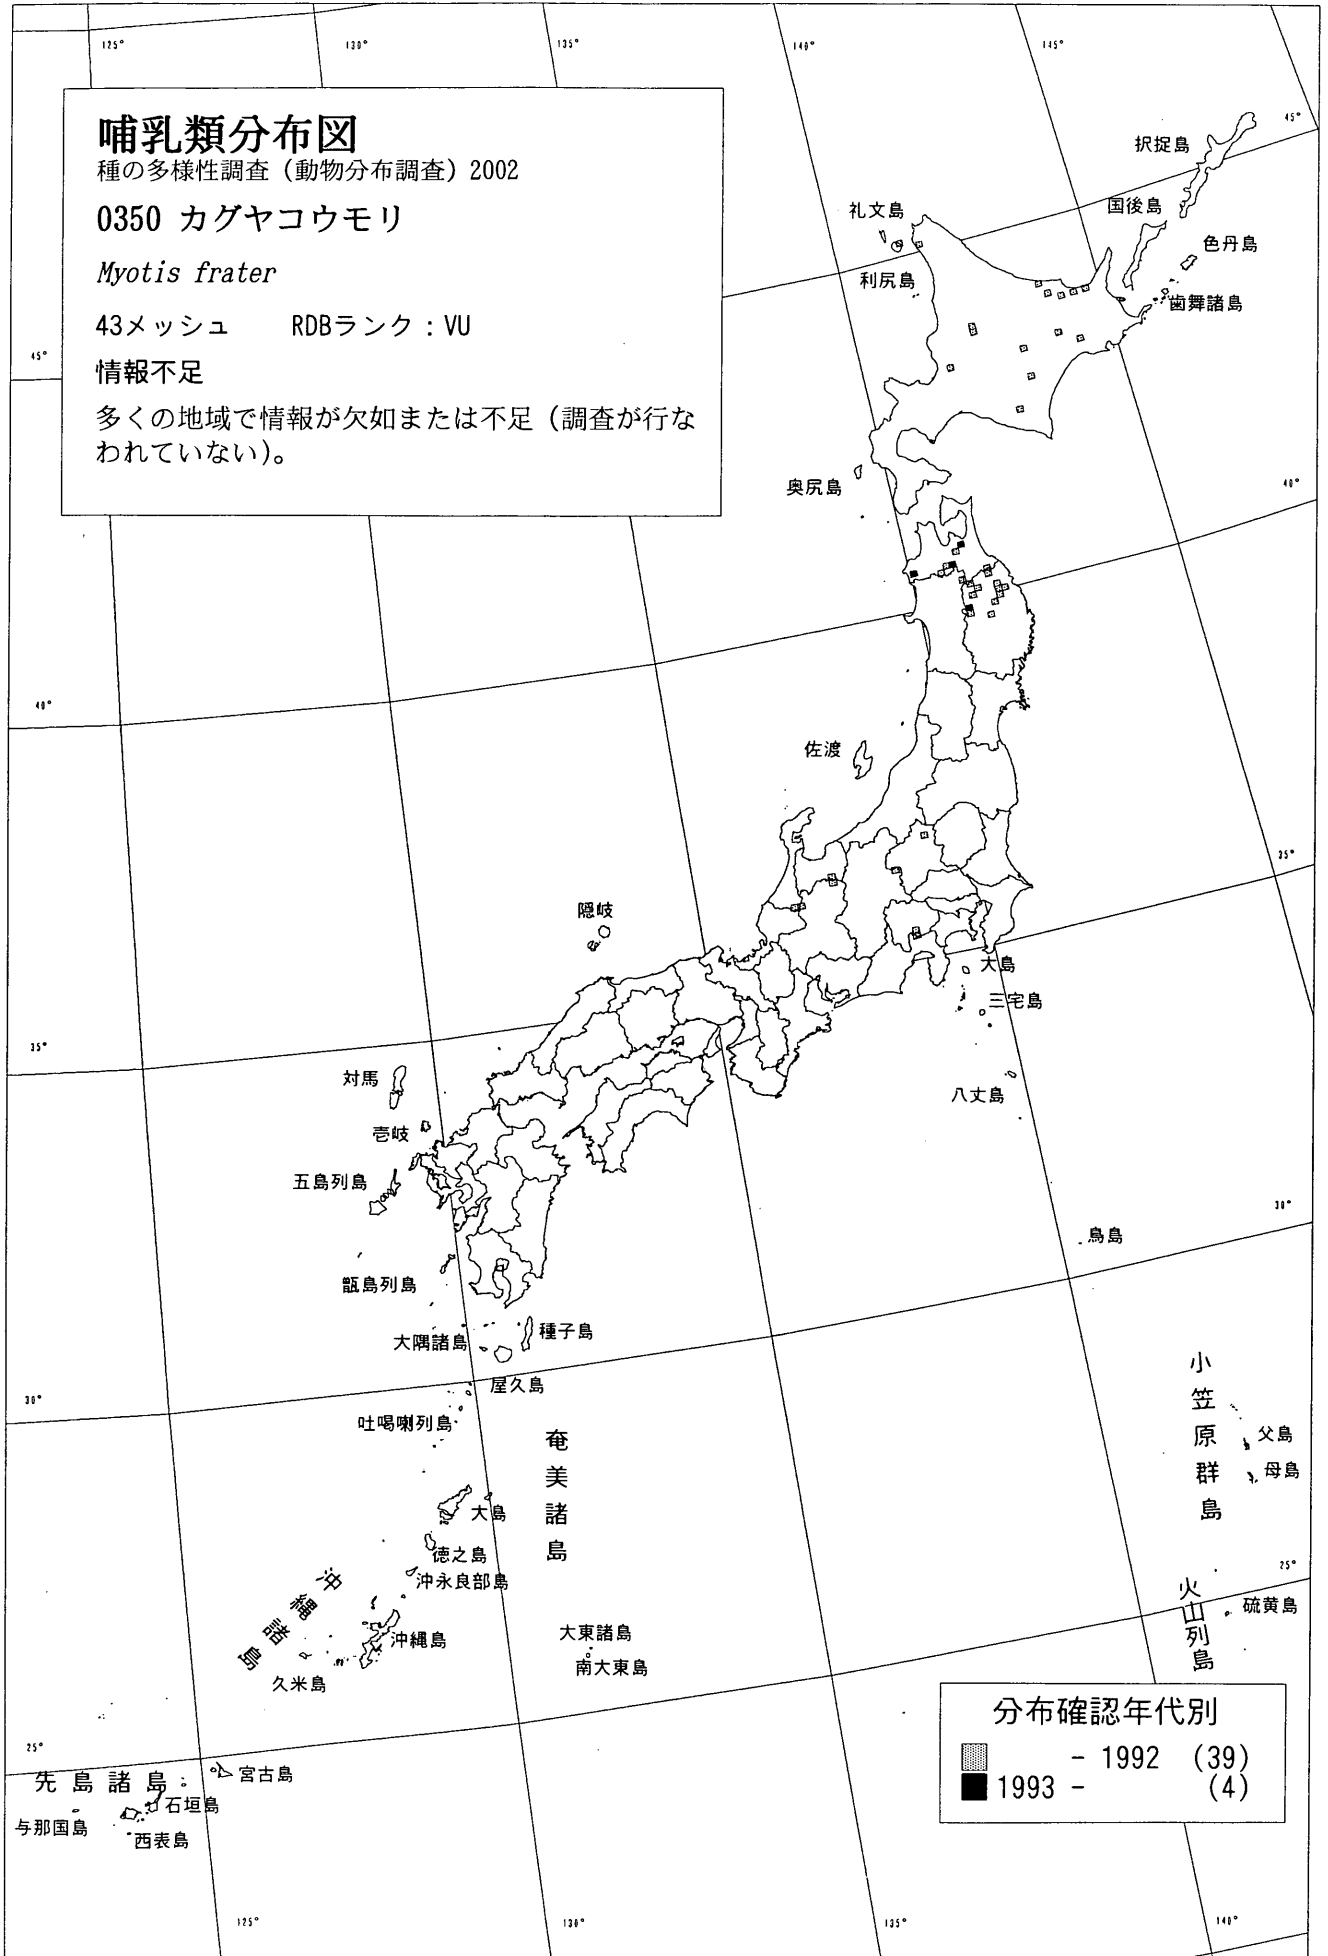 125°
130°
135°
140°
145°
哺乳類分布図
種の多様性調査（動物分布調査）2002
0350 カグヤコウモリ
Myotis frater
43メッシュ　RDBランク：VU
情報不足
多くの地域で情報が欠如または不足（調査が行な
われていない）。
45°
択捉島
国後島
礼文島
色丹島
利尻島
歯舞諸島
45°
奥尻島
40°
40°
佐渡
35°
隠岐
大島
三宅島
35°
対馬
八丈島
壱岐
五島列島
30°
鳥島
甑島列島
大隅諸島
種子島
屋久島
30°
吐喝喇列島
奄美諸島
小笠原群島
父島
母島
大島
徳之島
沖永良部島
沖縄諸島
25°
火山列島
硫黄島
沖縄島
大東諸島
南大東島
久米島
25°
先島諸島
宮古島
石垣島
与那国島
西表島
分布確認年代別
- 1992 (39)
1993 - (4)
125°
130°
135°
140°